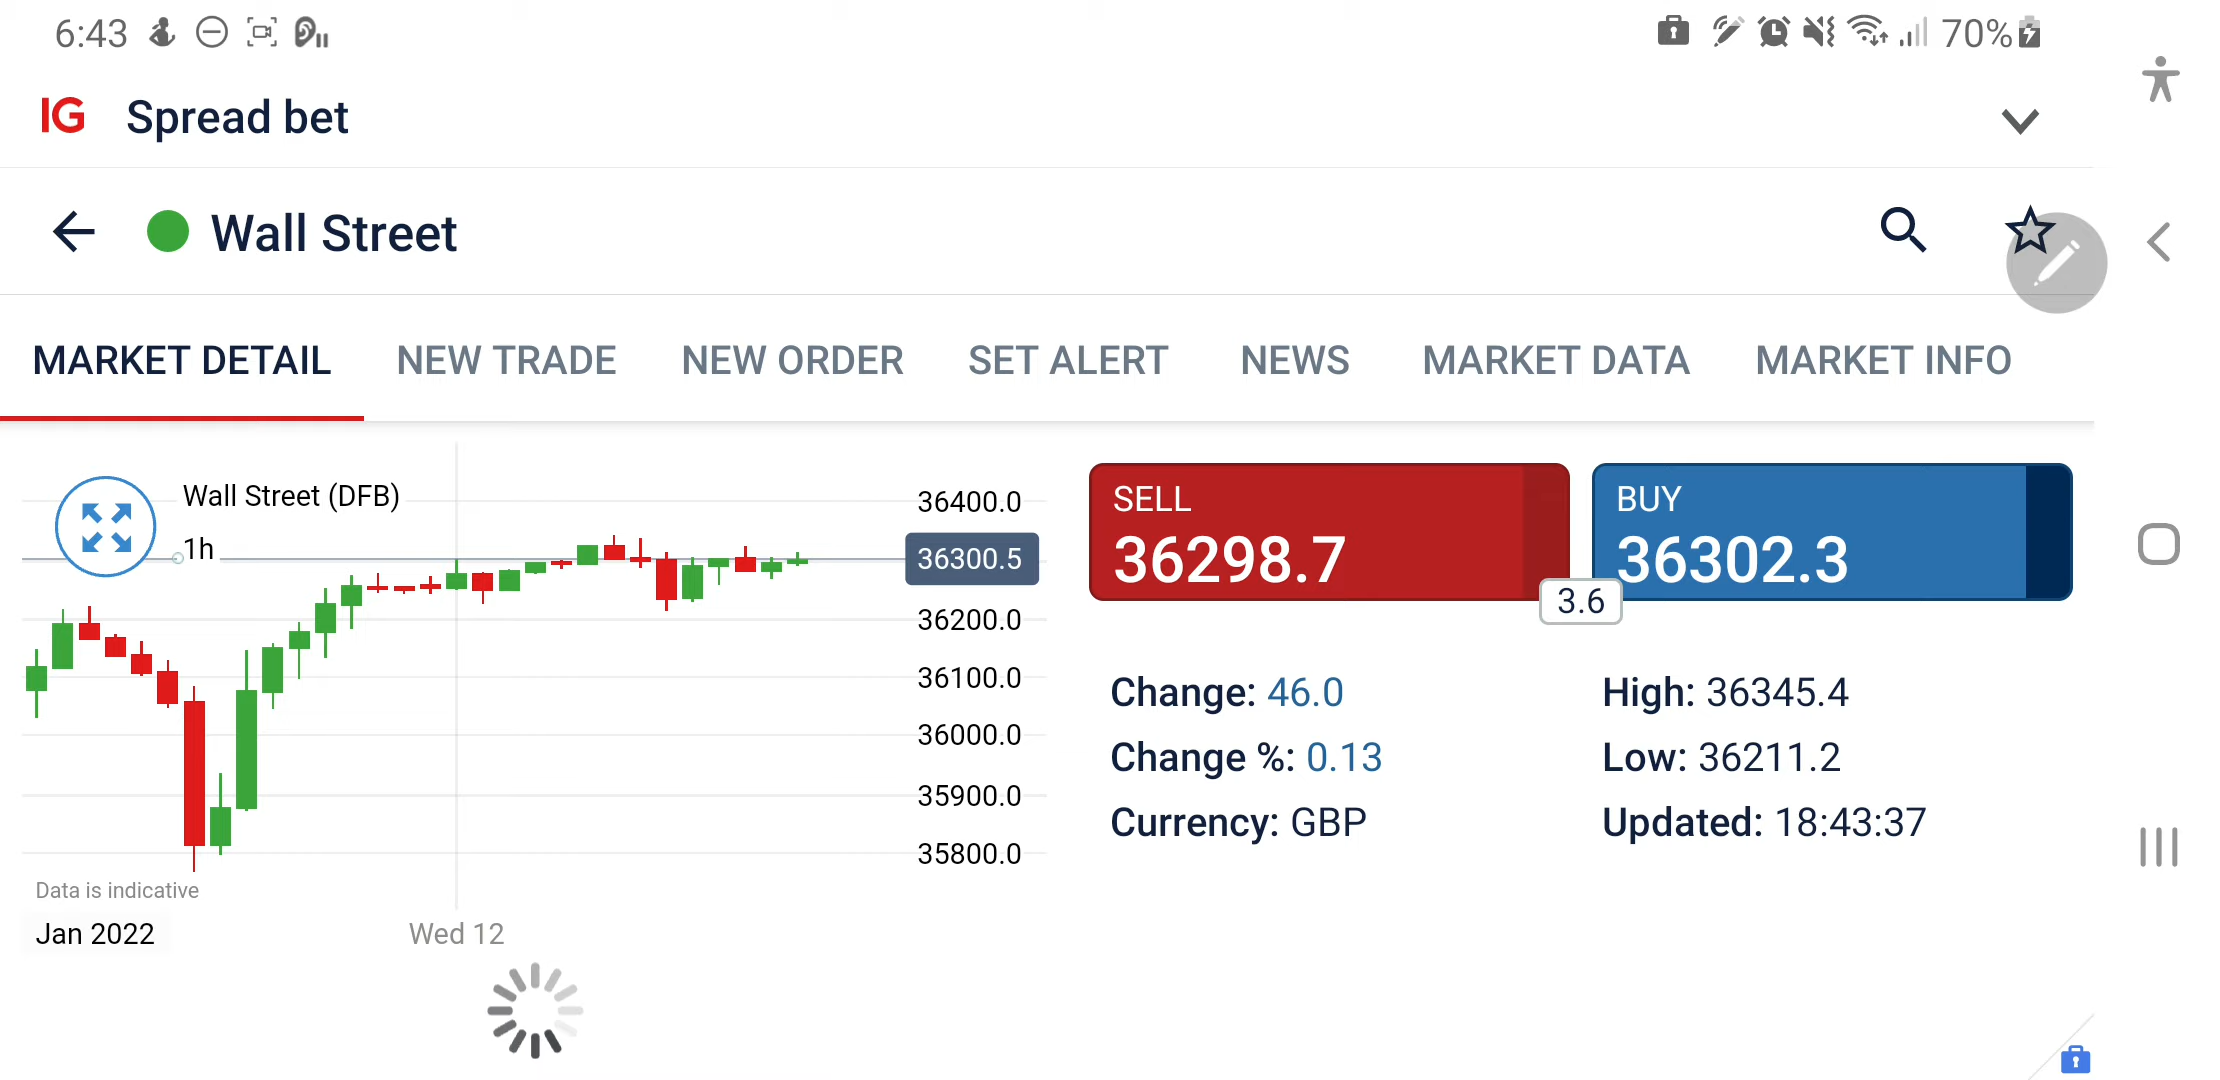 6:43
70%
IG Spread bet
Wall Street
MARKET DETAIL NEW TRADE NEW ORDER SET ALERT NEWS MARKET DATA MARKET INFO
Wall Street (DFB)
1h
36400.0
36300.5
36200.0
36100.0
36000.0
35900.0
35800.0
Data is indicative
Jan 2022
Wed 12
SELL
36298.7
BUY
36302.3
3.6
Change: 46.0
Change %: 0.13
Currency: GBP
High: 36345.4
Low: 36211.2
Updated: 18:43:37